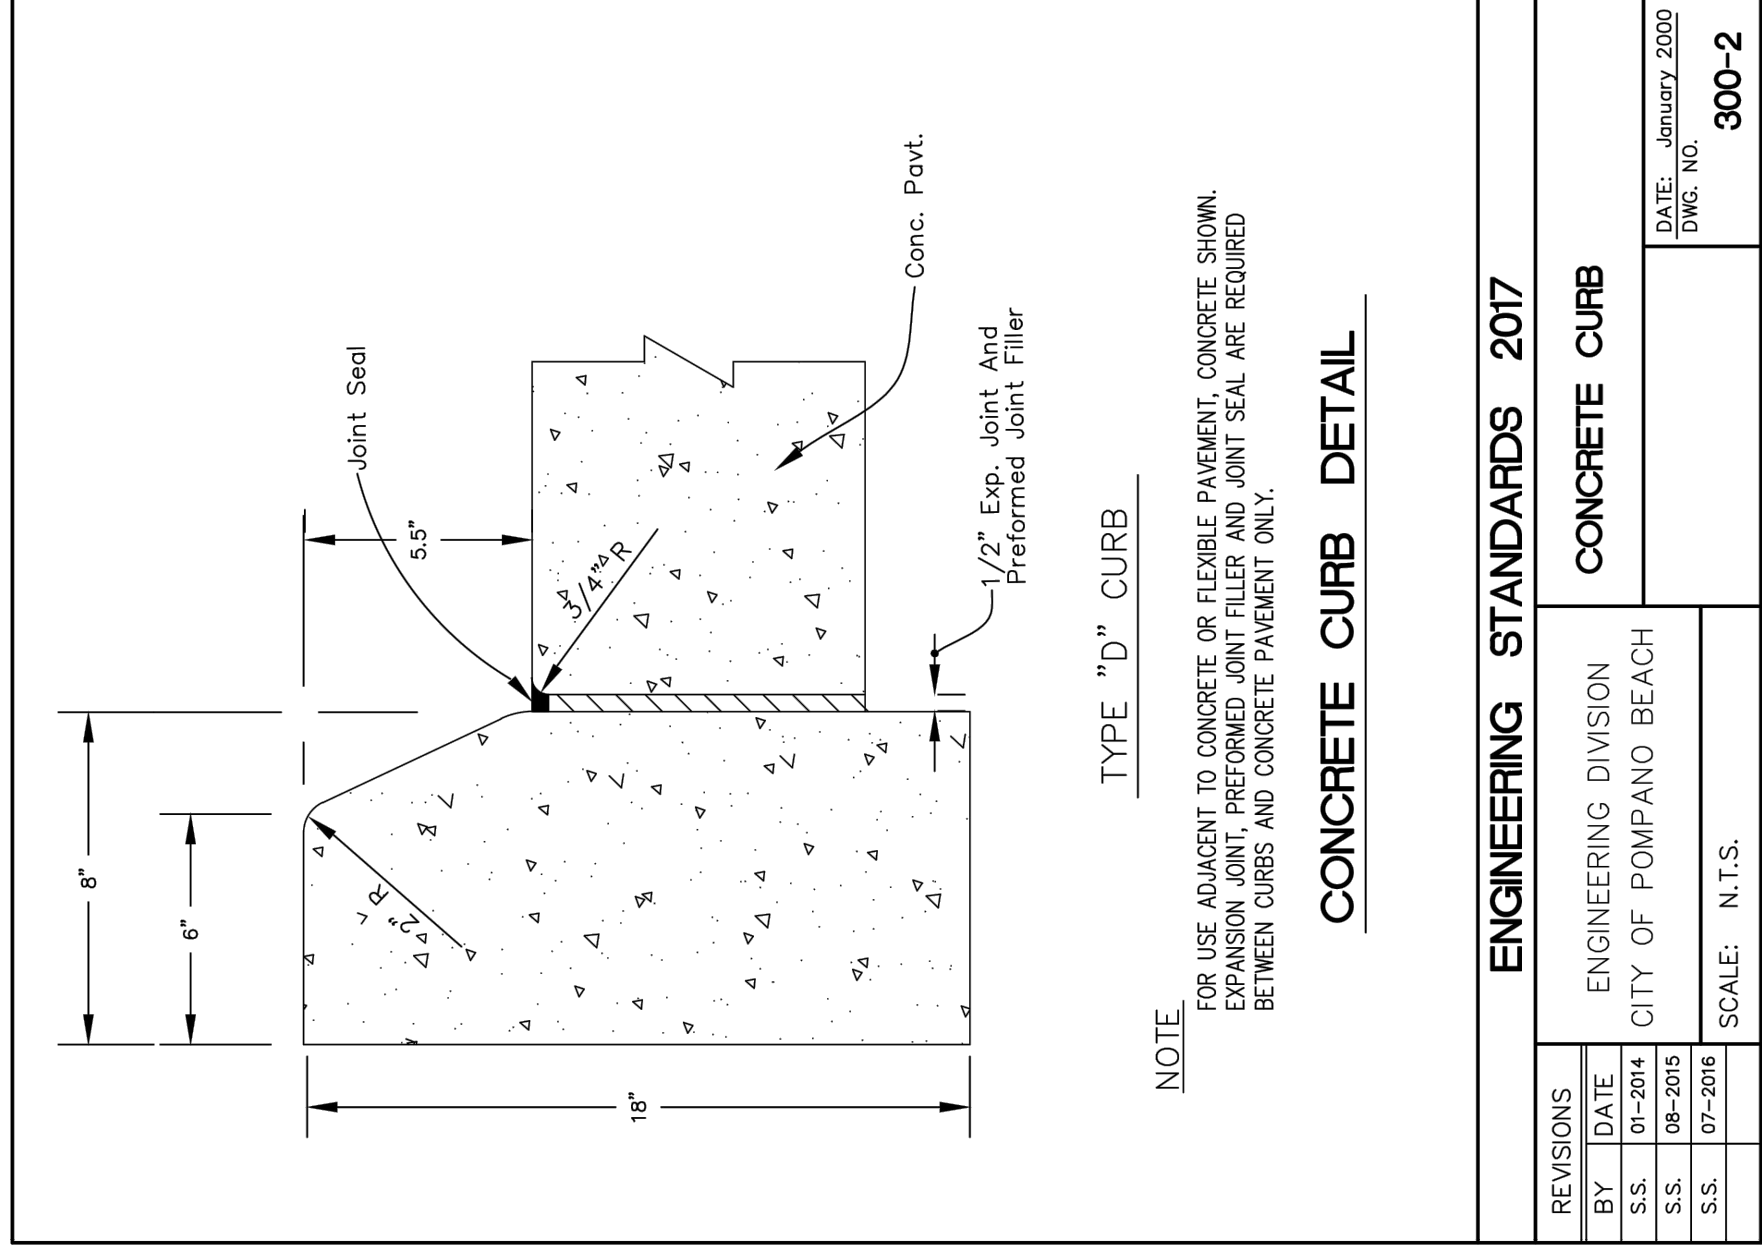 8"
6"
18"
2" R
5.5"
3/4" R
Joint Seal
Conc. Pavt.
1/2" Exp. Joint And
Preformed Joint Filler
TYPE "D" CURB
NOTE
FOR USE ADJACENT TO CONCRETE OR FLEXIBLE PAVEMENT, CONCRETE SHOWN.
EXPANSION JOINT, PREFORMED JOINT FILLER AND JOINT SEAL ARE REQUIRED
BETWEEN CURBS AND CONCRETE PAVEMENT ONLY.
CONCRETE CURB DETAIL
ENGINEERING STANDARDS 2017
REVISIONS
BY DATE
S.S. 01-2014
S.S. 08-2015
S.S. 07-2016
ENGINEERING DIVISION
CITY OF POMPANO BEACH
SCALE: N.T.S.
CONCRETE CURB
DATE: January 2000
DWG. NO.
300-2